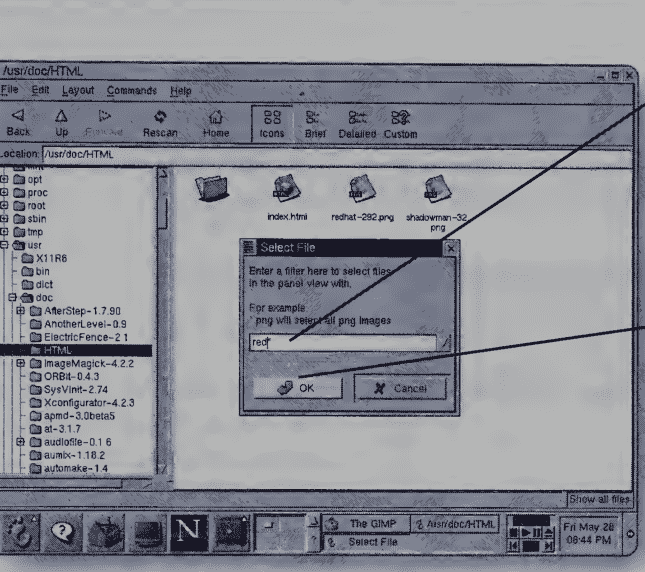 /usr/doc/HTML
File Edit Layout Commands Help
Back Up Forward Rescan Home Icons Brief Detailed Custom
Location: /usr/doc/HTML
opt
proc
root
sbin
tmp
usr
X11R6
bin
dict
doc
AfterStep-1.7.90
AnotherLevel-0.9
ElectricFence-2.1
HTML
ImageMagick-4.2.2
ORBit-0.4.3
SysVinit-2.74
Xconfigurator-4.2.3
apmd-3.0beta5
at-3.1.7
audiofile-0.1.6
aumix-1.18.2
automake-1.4
index.html redhat-292.png shadowman-32
png
Select File
Enter a filter here to select files
in the panel view with.
For example
*.png will select all png images
red*
OK Cancel
Show all files
N The GIMP /usr/doc/HTML
Select File
Fri May 28
08:44 PM